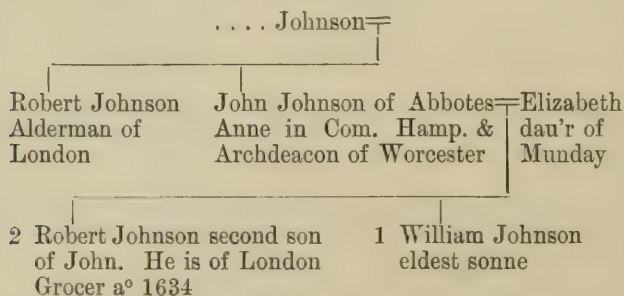 .... Johnson
Robert Johnson
Alderman of
London
John Johnson of Abbotes
Anne in Com. Hamp. &
Archdeacon of Worcester
Elizabeth
dau'r of
Munday
2 Robert Johnson second son
of John. He is of London
Grocer aº 1634
1 William Johnson
eldest sonne